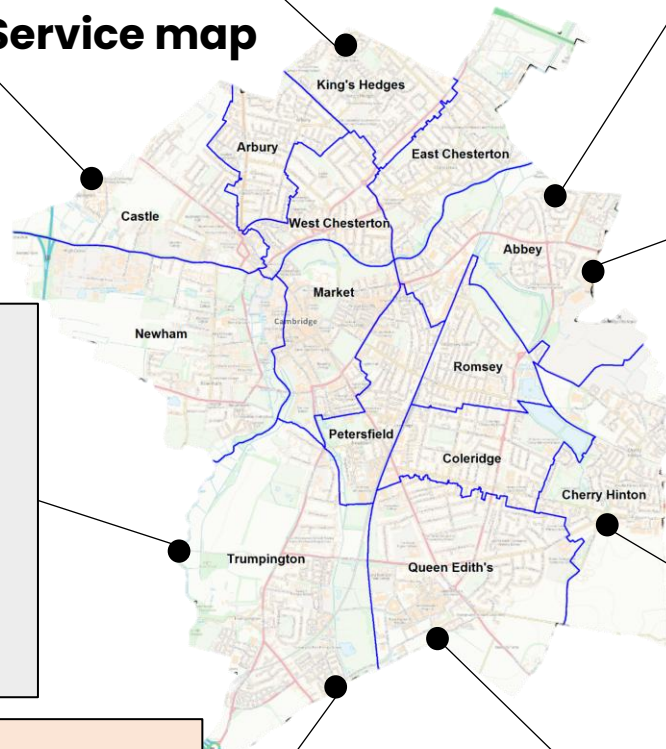 Service map
King's Hedges
Arbury
East Chesterton
Castle
West Chesterton
Abbey
Market
Cambridge
Newham
Romsey
Petersfield
Coleridge
Cherry Hinton
Trumpington
Queen Edith's